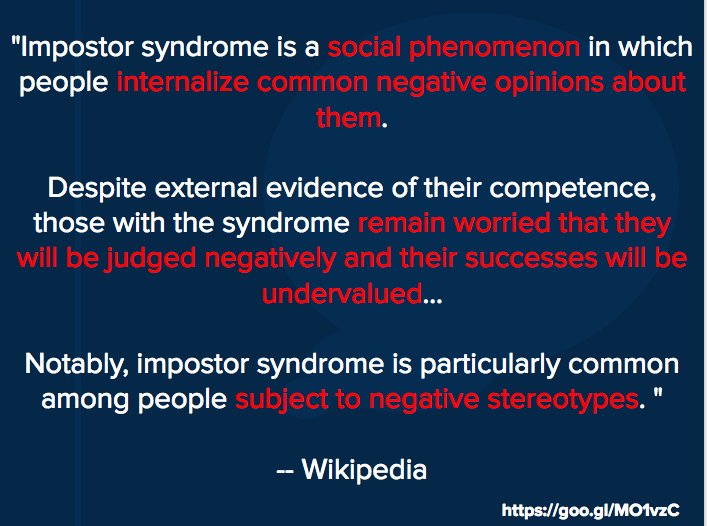 "Impostor syndrome is a social phenomenon in which
people internalize common negative opinions about
them.
Despite external evidence of their competence,
those with the syndrome remain worried that they
will be judged negatively and their successes will be
undervalued...
Notably, impostor syndrome is particularly common
among people subject to negative stereotypes. "
-- Wikipedia
https://goo.gl/MO1vzC